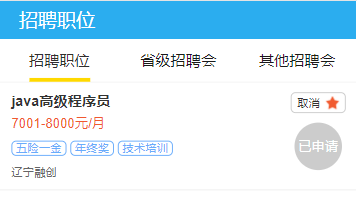 招聘职位
招聘职位 省级招聘会 其他招聘会
java高级程序员 取消
7001-8000元/月
已申请
五险一金 年终奖 技术培训
辽宁融创